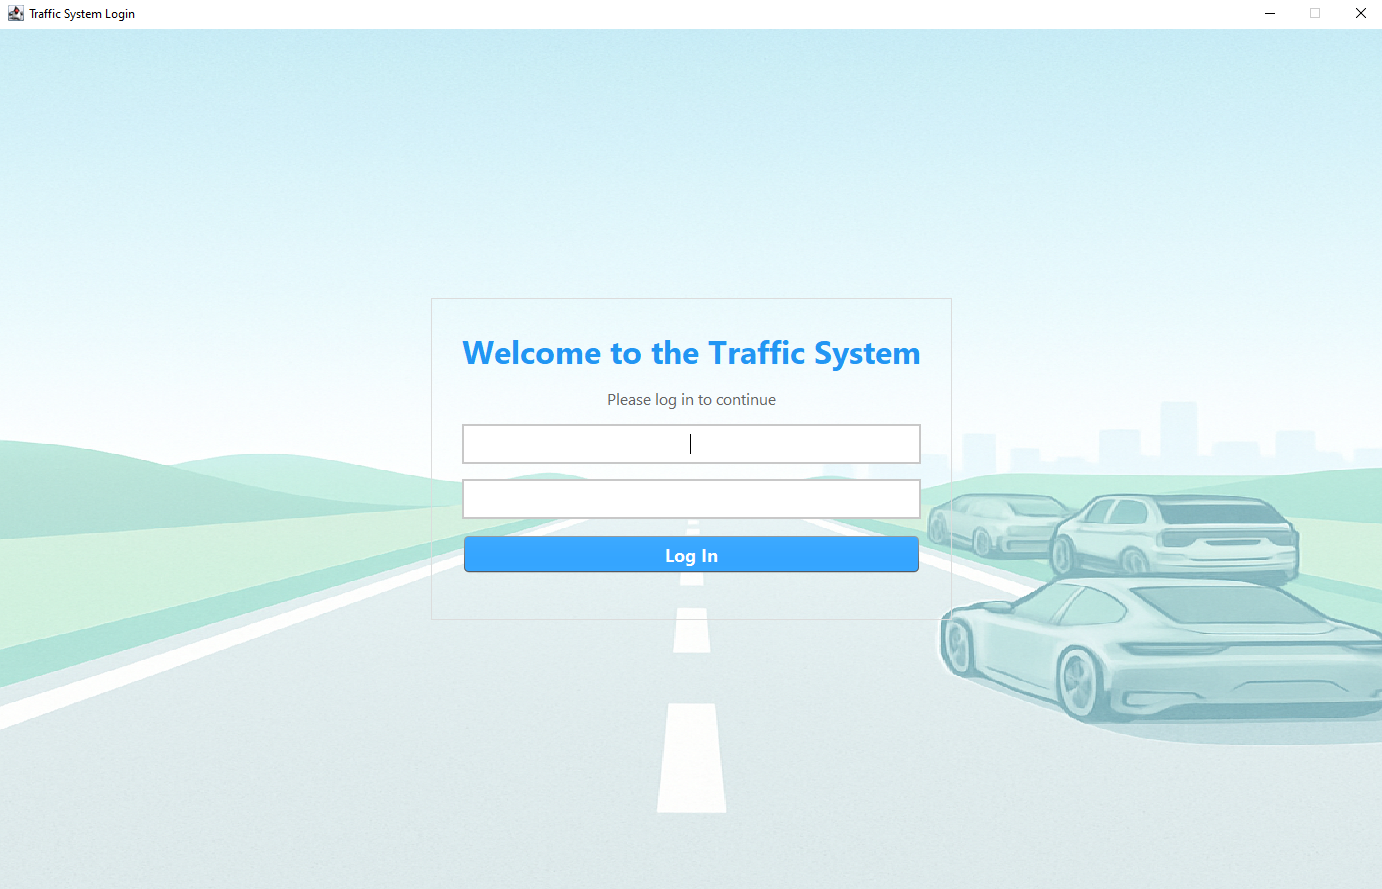 Traffic System Login
Welcome to the Traffic System
Please log in to continue
Log In